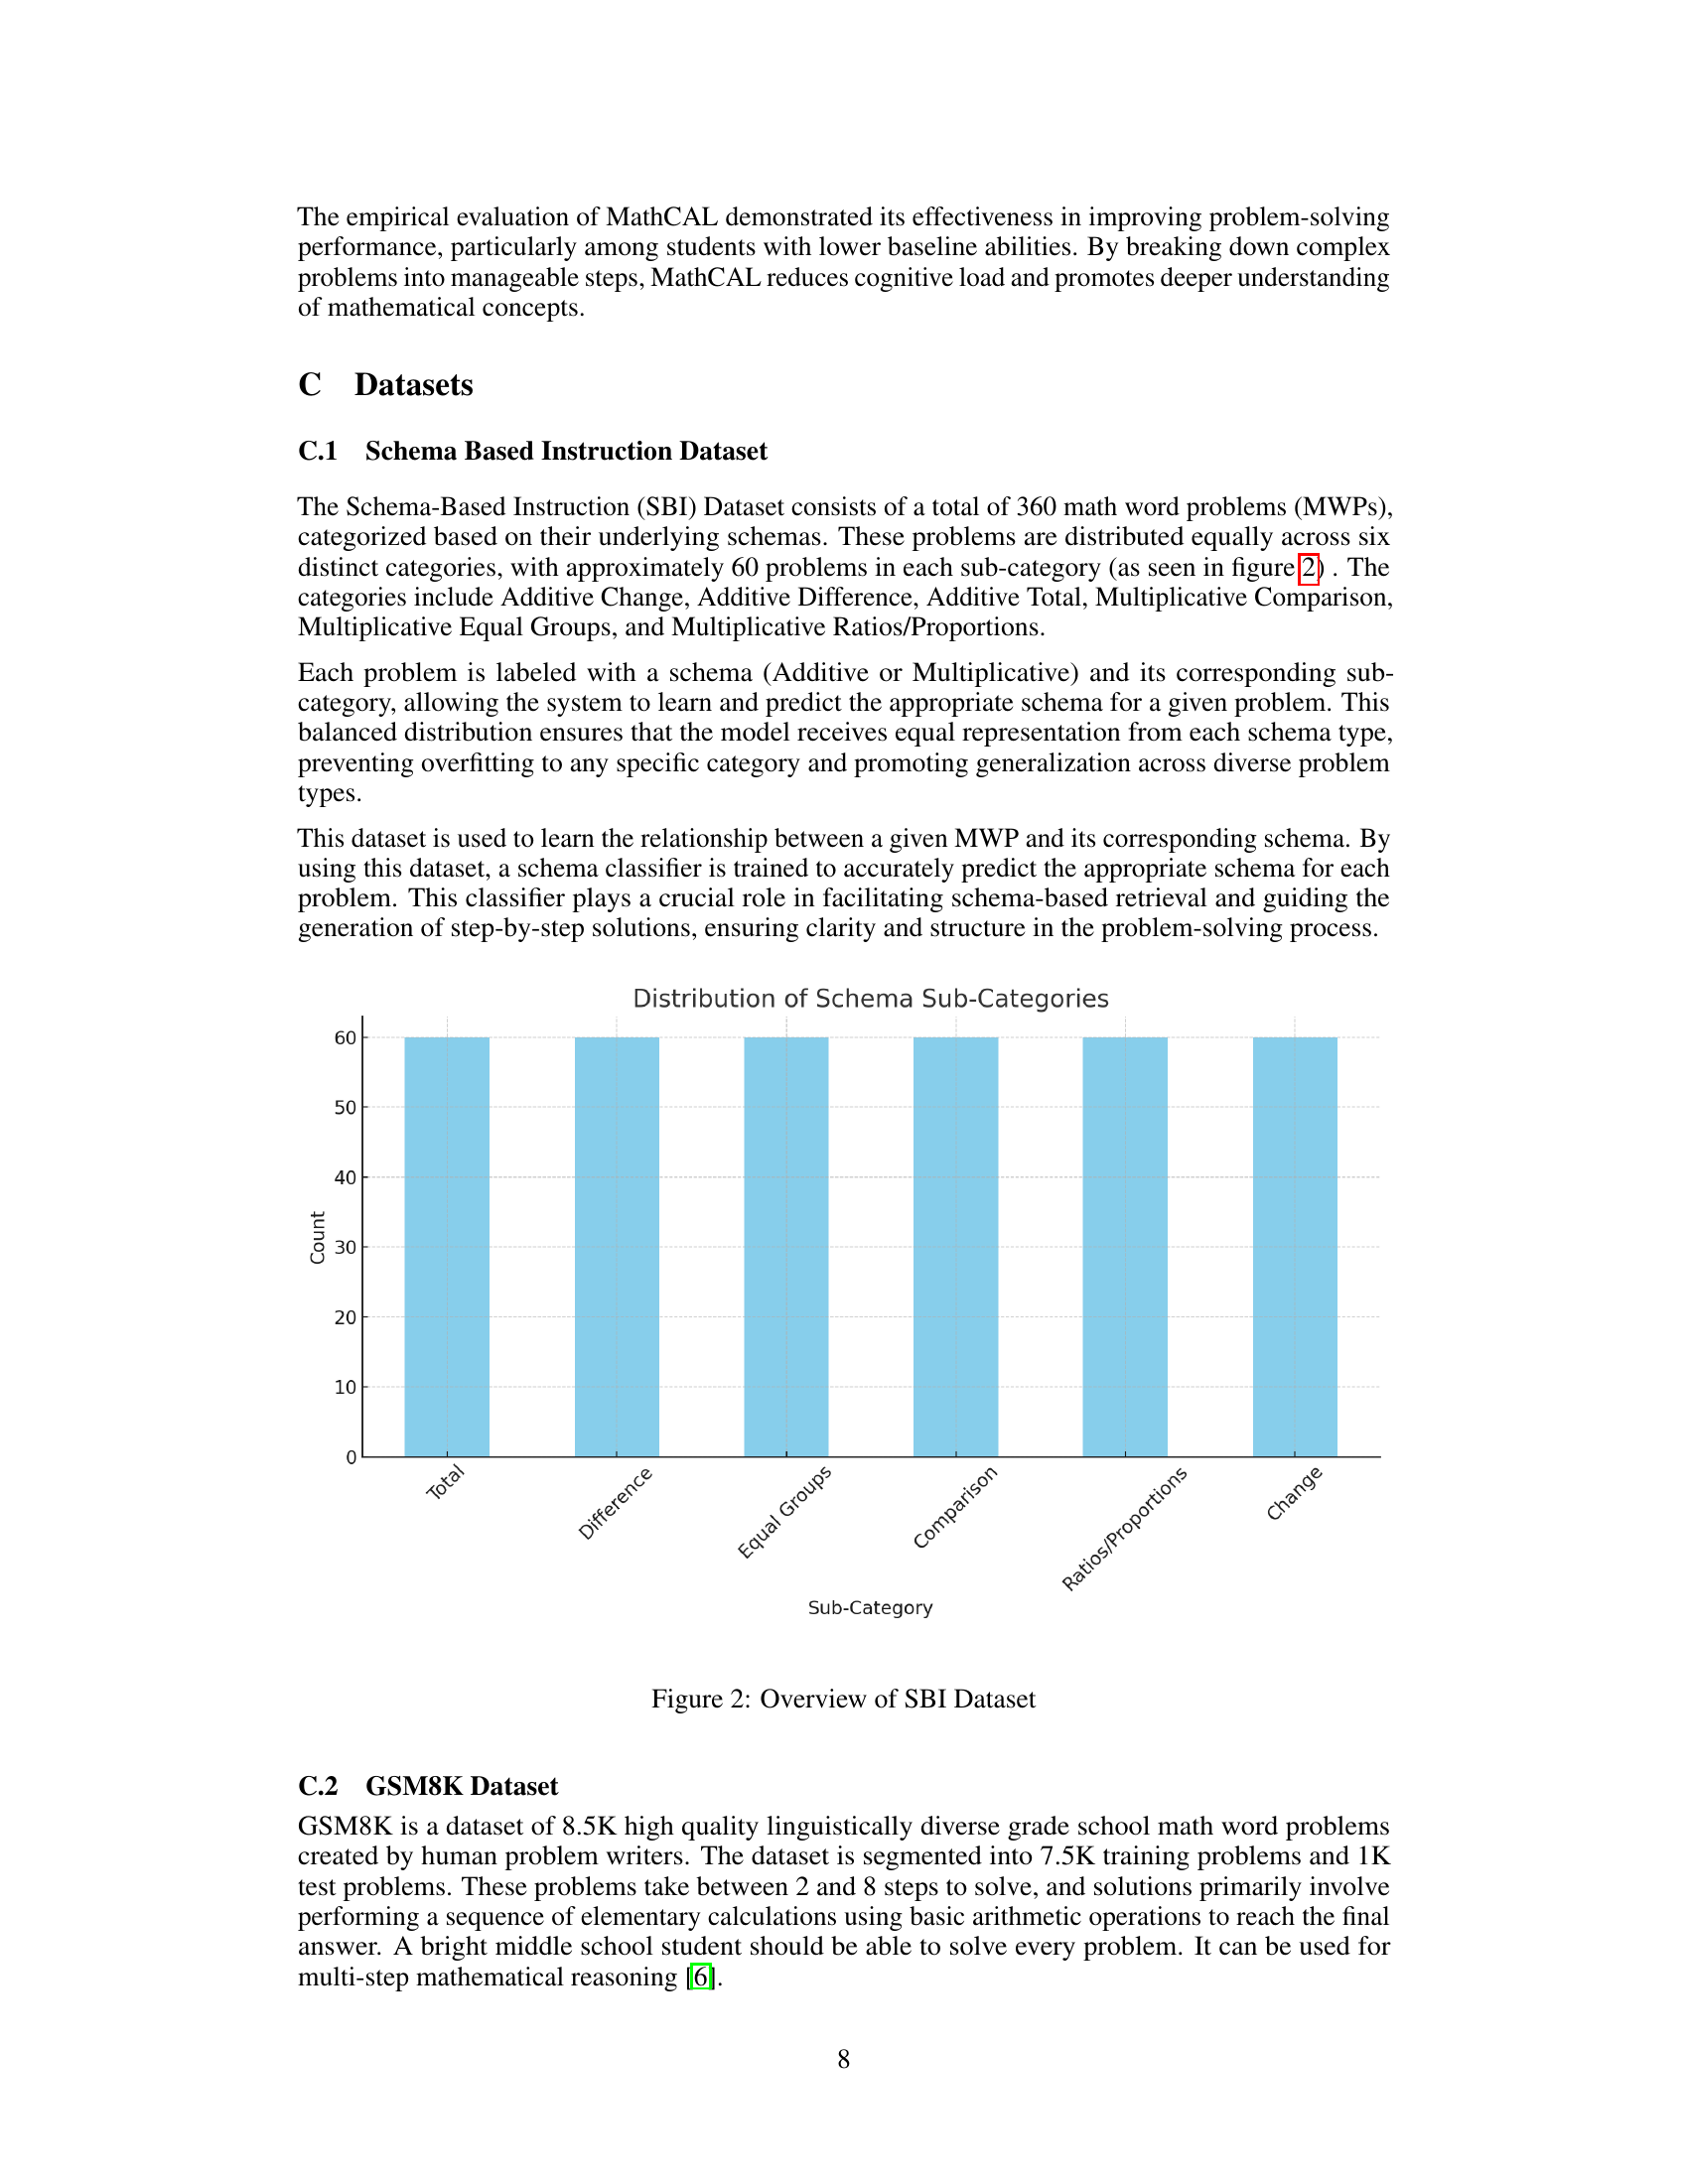 The empirical evaluation of MathCAL demonstrated its effectiveness in improving problem-solving
performance, particularly among students with lower baseline abilities. By breaking down complex
problems into manageable steps, MathCAL reduces cognitive load and promotes deeper understanding
of mathematical concepts.
C Datasets
C.1 Schema Based Instruction Dataset
The Schema-Based Instruction (SBI) Dataset consists of a total of 360 math word problems (MWPs),
categorized based on their underlying schemas. These problems are distributed equally across six
distinct categories, with approximately 60 problems in each sub-category (as seen in figure 2) . The
categories include Additive Change, Additive Difference, Additive Total, Multiplicative Comparison,
Multiplicative Equal Groups, and Multiplicative Ratios/Proportions.
Each problem is labeled with a schema (Additive or Multiplicative) and its corresponding sub-
category, allowing the system to learn and predict the appropriate schema for a given problem. This
balanced distribution ensures that the model receives equal representation from each schema type,
preventing overfitting to any specific category and promoting generalization across diverse problem
types.
This dataset is used to learn the relationship between a given MWP and its corresponding schema. By
using this dataset, a schema classifier is trained to accurately predict the appropriate schema for each
problem. This classifier plays a crucial role in facilitating schema-based retrieval and guiding the
generation of step-by-step solutions, ensuring clarity and structure in the problem-solving process.
Distribution of Schema Sub-Categories
60
50
40
30
20
10
0
Count
Total
Difference
Equal Groups
Comparison
Ratios/Proportions
Change
Sub-Category
Figure 2: Overview of SBI Dataset
C.2 GSM8K Dataset
GSM8K is a dataset of 8.5K high quality linguistically diverse grade school math word problems
created by human problem writers. The dataset is segmented into 7.5K training problems and 1K
test problems. These problems take between 2 and 8 steps to solve, and solutions primarily involve
performing a sequence of elementary calculations using basic arithmetic operations to reach the final
answer. A bright middle school student should be able to solve every problem. It can be used for
multi-step mathematical reasoning [6].
8